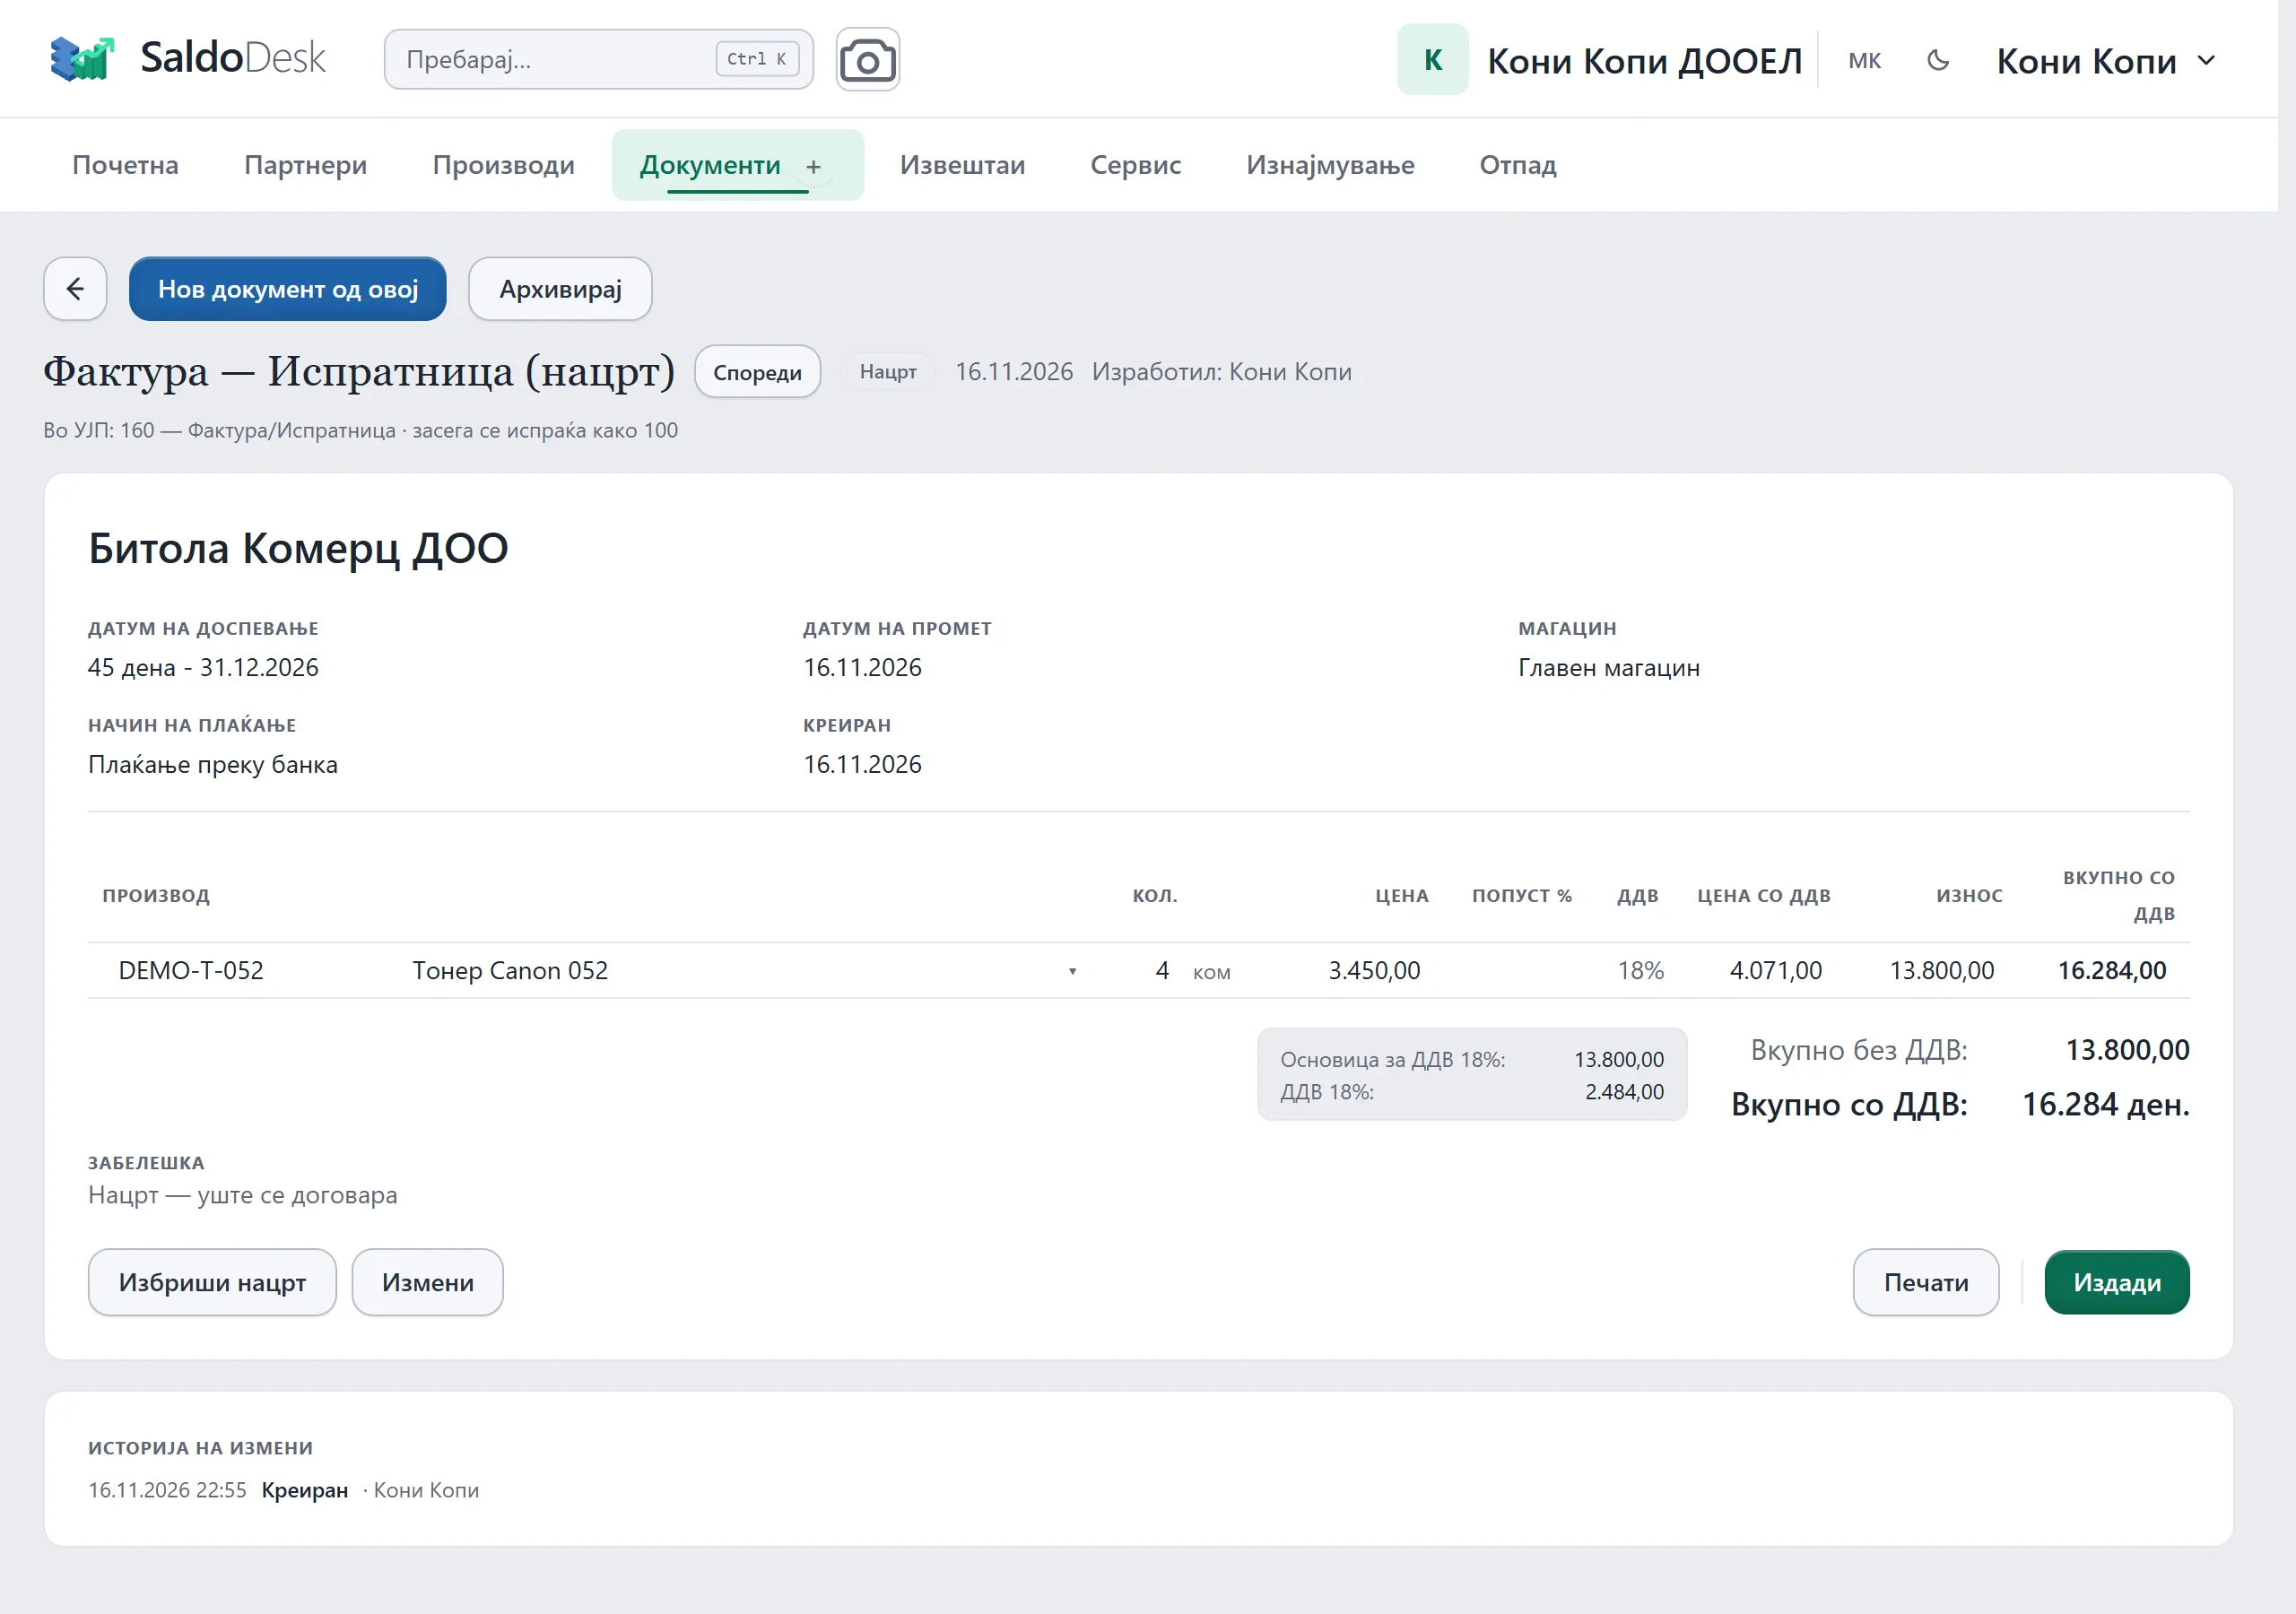 SaldoDesk
Пребарај...
Ctrl K
К
Кони Копи ДООЕЛ
МК
Кони Копи
Почетна
Партнери
Производи
Документи +
Извештаи
Сервис
Изнајмување
Отпад
Нов документ од овој
Архивирај
Фактура — Испратница (нацрт)
Спореди
Нацрт
16.11.2026
Изработил: Кони Копи
Во УЈП: 160 — Фактура/Испратница · засега се испраќа како 100
Битола Комерц ДОО
ДАТУМ НА ДОСПЕВАЊЕ
45 дена - 31.12.2026
ДАТУМ НА ПРОМЕТ
16.11.2026
МАГАЦИН
Главен магацин
НАЧИН НА ПЛАЌАЊЕ
Плаќање преку банка
КРЕИРАН
16.11.2026
ПРОИЗВОД КОЛ. ЦЕНА ПОПУСТ % ДДВ ЦЕНА СО ДДВ ИЗНОС ВКУПНО СО ДДВ
DEMO-T-052 Тонер Canon 052 4 ком 3.450,00 18% 4.071,00 13.800,00 16.284,00
Основица за ДДВ 18%: 13.800,00
ДДВ 18%: 2.484,00
Вкупно без ДДВ: 13.800,00
Вкупно со ДДВ: 16.284 ден.
ЗАБЕЛЕШКА
Нацрт — уште се договара
Избриши нацрт
Измени
Печати
Издади
ИСТОРИЈА НА ИЗМЕНИ
16.11.2026 22:55 Креиран · Кони Копи